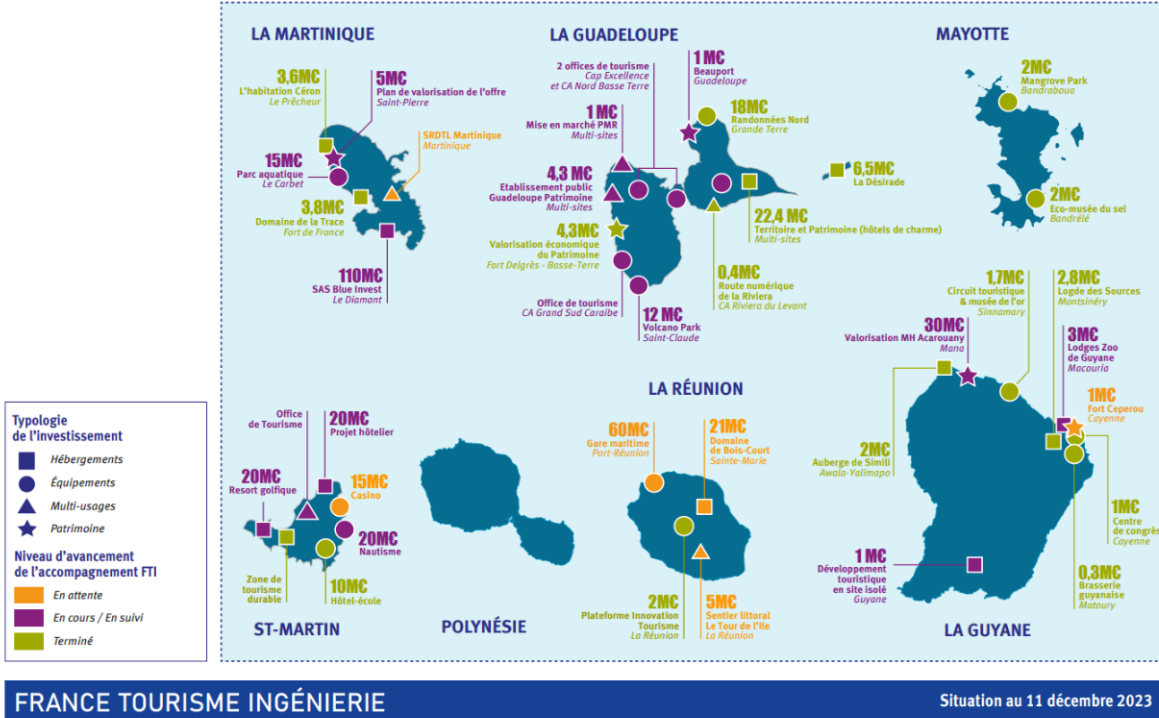 LA MARTINIQUE
3,6M€
L'habitation Céron
Le Prêcheur
5M€
Plan de valorisation de l'offre
Saint-Pierre
SRDTL Martinique
Martinique
15M€
Parc aquatique
Le Carbet
3,8M€
Domaine de la Trace
Fort de France
110M€
SAS Blue Invest
Le Diamant
LA GUADELOUPE
2 offices de tourisme
Cap Excellence
et CA Nord Basse Terre
1 M€
Beauport
Guadeloupe
18M€
Randonnées Nord
Grande Terre
1 M€
Mise en marché PMR
Multi-sites
4,3 M€
Etablissement public
Guadeloupe Patrimoine
Multi-sites
6,5M€
La Désirade
4,3M€
Valorisation économique
du Patrimoine
Fort Delgrès - Basse-Terre
22,4 M€
Territoire et Patrimoine (hôtels de charme)
Multi-sites
0,4M€
Route numérique
de la Riviera
CA Riviera du Levant
Office de tourisme
CA Grand Sud Caraibe
12 M€
Volcano Park
Saint-Claude
MAYOTTE
2M€
Mangrove Park
Bandraboua
2M€
Eco-musée du sel
Bandrélé
1,7M€
Circuit touristique
& musée de l'or
Sinnamary
2,8M€
Logde des Sources
Montsinéry
30M€
Valorisation MH Acarouany
Mana
3M€
Lodges Zoo
de Guyane
Macouria
1M€
Fort Ceperou
Cayenne
2M€
Auberge de Simili
Awala-Yalimapo
1M€
Centre
de congrès
Cayenne
1 M€
Développement
touristique
en site isolé
Guyane
0,3M€
Brasserie
guyanaise
Matoury
LA GUYANE
Typologie
de l'investissement
Hébergements
Équipements
Multi-usages
Patrimoine
Niveau d'avancement
de l'accompagnement FTI
En attente
En cours / En suivi
Terminé
Office
de Tourisme
20M€
Projet hôtelier
20M€
Resort golfique
15M€
Casino
20M€
Nautisme
Zone de
tourisme
durable
10M€
Hôtel-école
ST-MARTIN
POLYNÉSIE
LA RÉUNION
60M€
Gare maritime
Port-Réunion
21M€
Domaine
de Bois-Court
Sainte-Marie
2M€
Plateforme Innovation
Tourisme
La Réunion
5M€
Sentier littoral
Le Tour de l'Ile
La Réunion
FRANCE TOURISME INGÉNIERIE
Situation au 11 décembre 2023